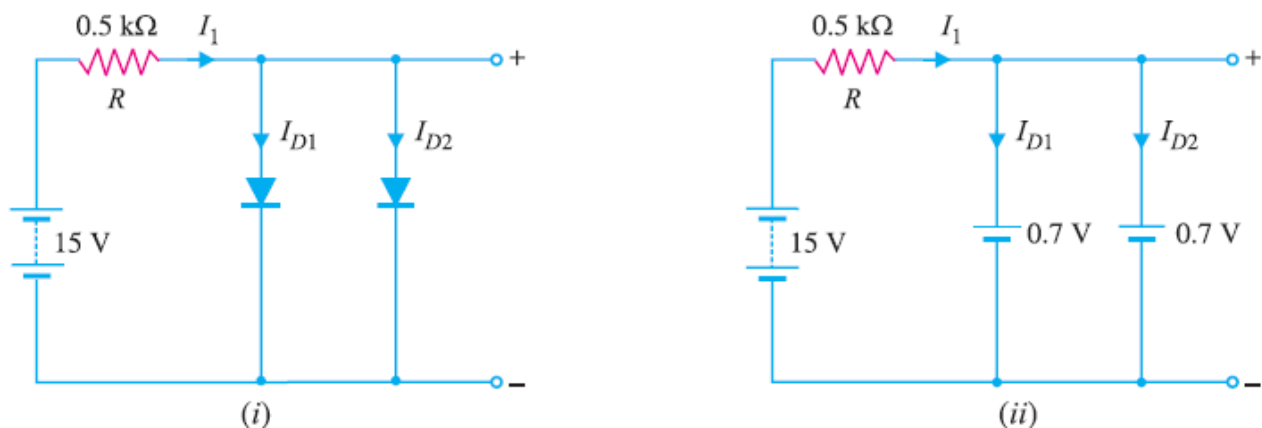 0.5 kΩ
I1
+
R
ID1
ID2
15 V
–
(i)
0.5 kΩ
I1
+
R
ID1
ID2
0.7 V
0.7 V
15 V
–
(ii)